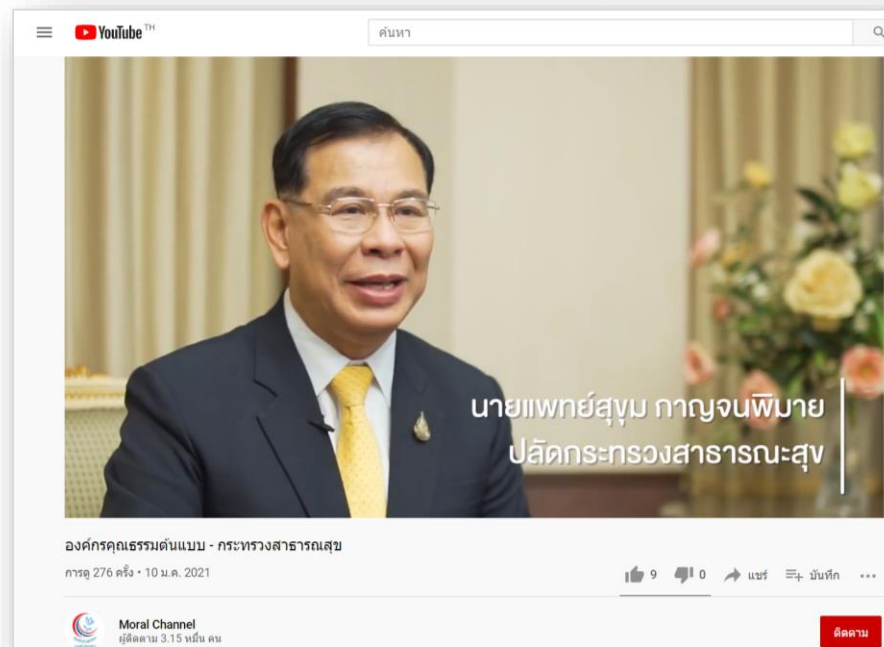 YouTube TH
ค้นหา
นายแพทย์สุขุม กาญจนพิมาย
ปลัดกระทรวงสาธารณะสุข
องค์กรคุณธรรมต้นแบบ - กระทรวงสาธารณสุข
การดู 276 ครั้ง • 10 ม.ค. 2021
9 0 แชร์ บันทึก
Moral Channel
ผู้ติดตาม 3.15 หมื่น คน
ติดตาม